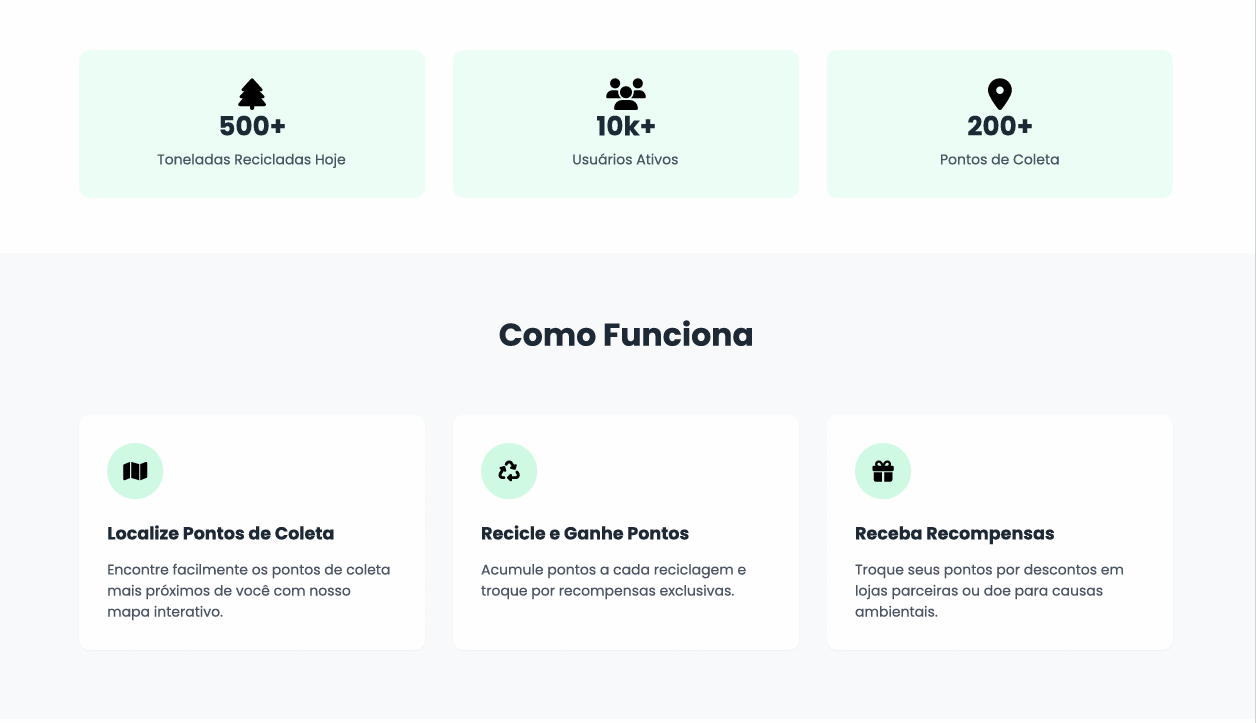 500+
10k+
200+
Toneladas Recicladas Hoje
Usuários Ativos
Pontos de Coleta
Como Funciona
Localize Pontos de Coleta
Encontre facilmente os pontos de coleta
mais próximos de você com nosso
mapa interativo.
Recicle e Ganhe Pontos
Acumule pontos a cada reciclagem e
troque por recompensas exclusivas.
Receba Recompensas
Troque seus pontos por descontos em
lojas parceiras ou doe para causas
ambientais.